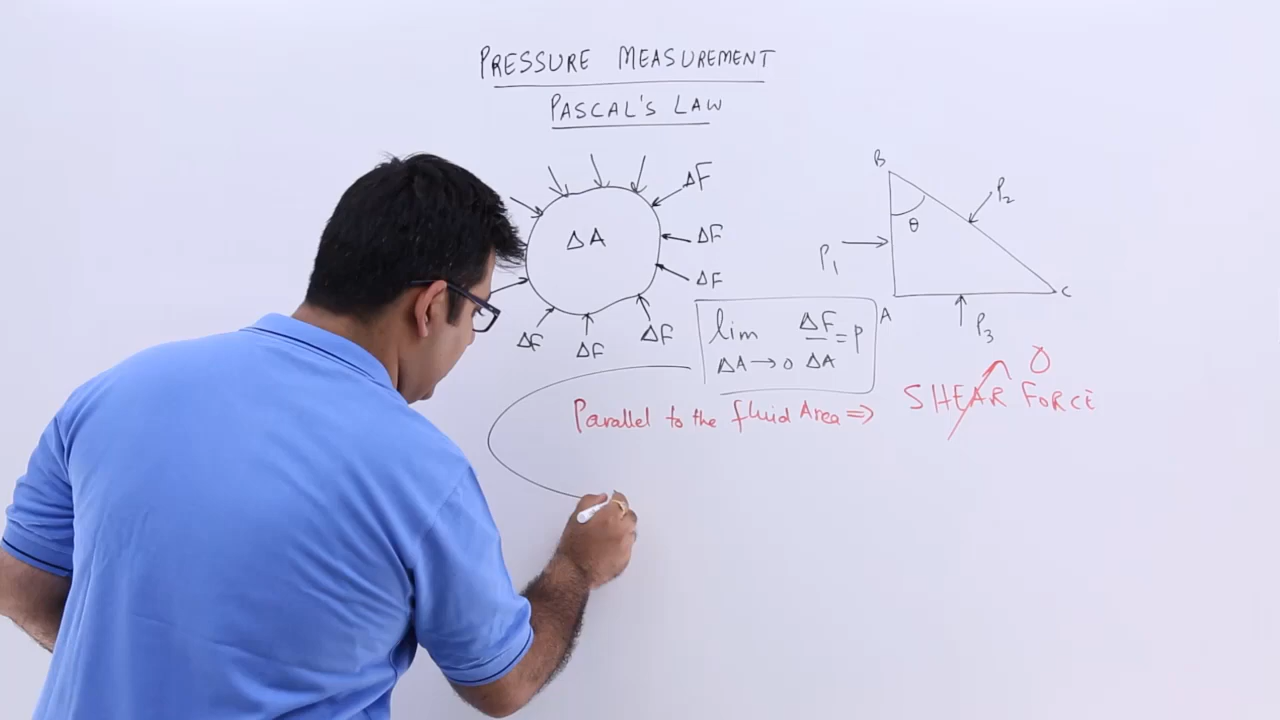 PRESSURE MEASUREMENT
PASCAL'S LAW
ΔA
ΔF
ΔF
ΔF
ΔF
ΔF
ΔF
B
θ
P2
P1
A
C
P3
lim ΔF = p
ΔA→0 ΔA
0
Parallel to the fluid Area ⇒ SHEAR FORCE